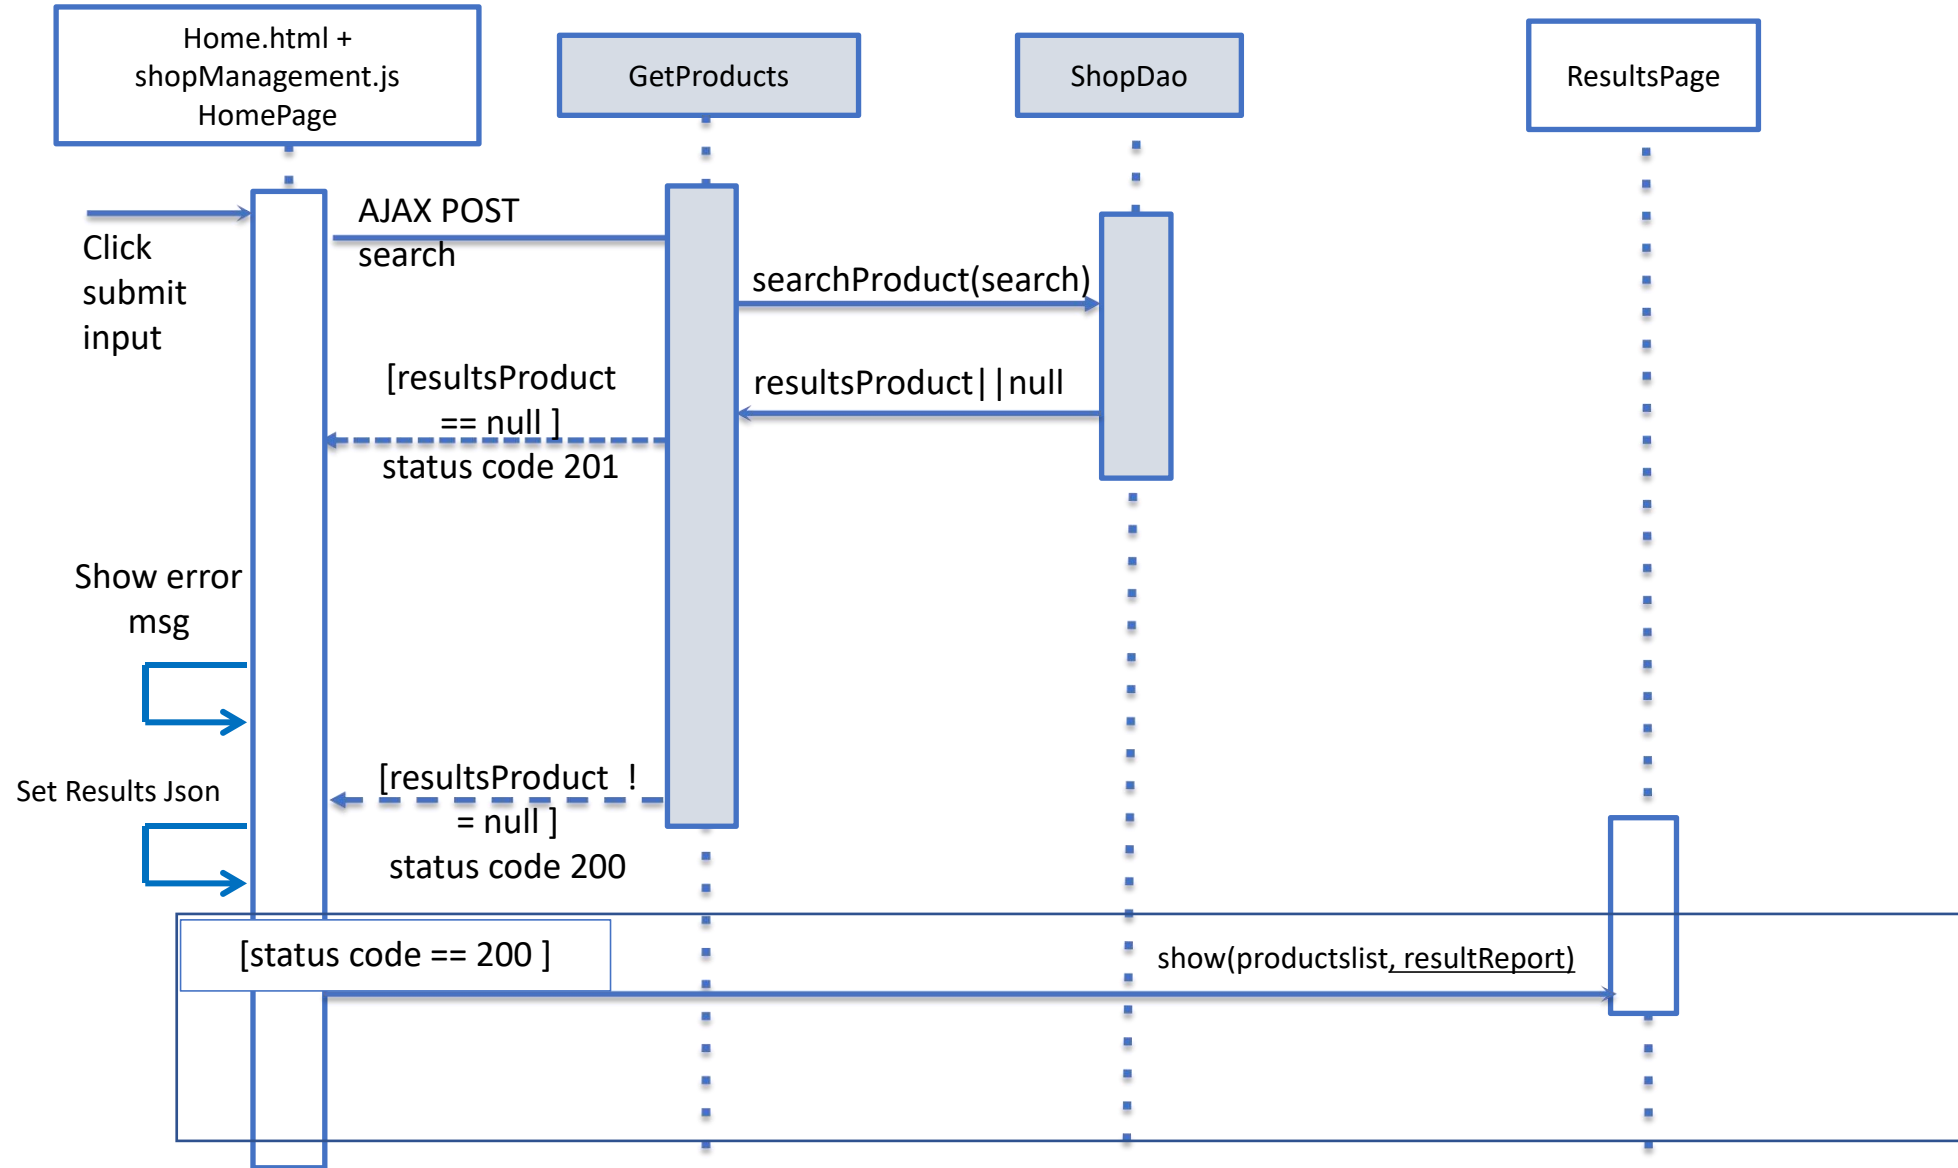 Home.html +
shopManagement.js
HomePage
GetProducts
ShopDao
ResultsPage
Click
submit
input
AJAX POST
search
searchProduct(search)
resultsProduct||null
[resultsProduct
== null ]
status code 201
Show error
msg
Set Results Json
[resultsProduct !
= null ]
status code 200
[status code == 200 ]
show(productslist, resultReport)